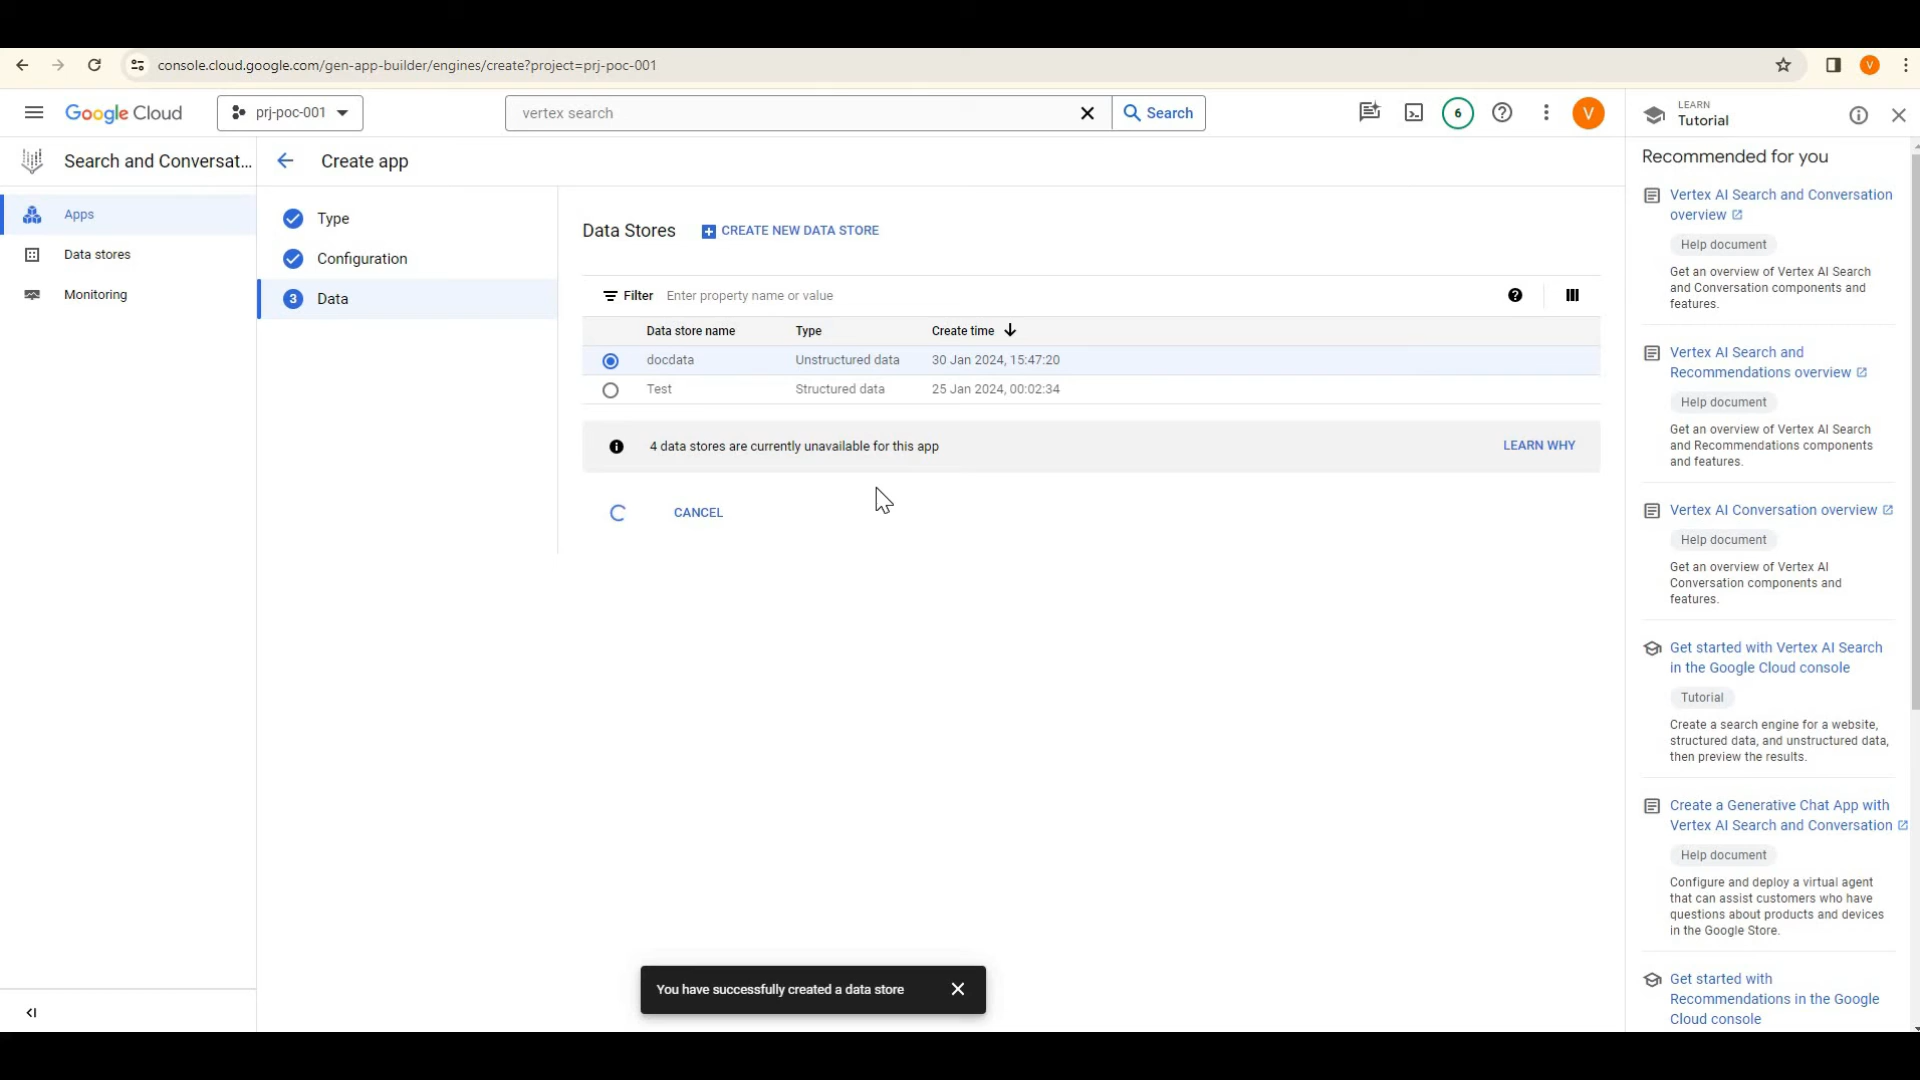 console.cloud.google.com/gen-app-builder/engines/create?project=prj-poc-001
V
Google Cloud
prj-poc-001
vertex search
Search
6
V
LEARN
Tutorial
Search and Conversat...
Create app
Recommended for you
Apps
Data stores
Monitoring
Type
Configuration
3 Data
Data Stores
CREATE NEW DATA STORE
Filter Enter property name or value
Data store name Type Create time
docdata Unstructured data 30 Jan 2024, 15:47:20
Test Structured data 25 Jan 2024, 00:02:34
4 data stores are currently unavailable for this app
LEARN WHY
CANCEL
You have successfully created a data store
Vertex AI Search and Conversation
overview
Help document
Get an overview of Vertex AI Search
and Conversation components and
features.
Vertex AI Search and
Recommendations overview
Help document
Get an overview of Vertex AI Search
and Recommendations components
and features.
Vertex AI Conversation overview
Help document
Get an overview of Vertex AI
Conversation components and
features.
Get started with Vertex AI Search
in the Google Cloud console
Tutorial
Create a search engine for a website,
structured data, and unstructured data,
then preview the results.
Create a Generative Chat App with
Vertex AI Search and Conversation
Help document
Configure and deploy a virtual agent
that can assist customers who have
questions about products and devices
in the Google Store.
Get started with
Recommendations in the Google
Cloud console